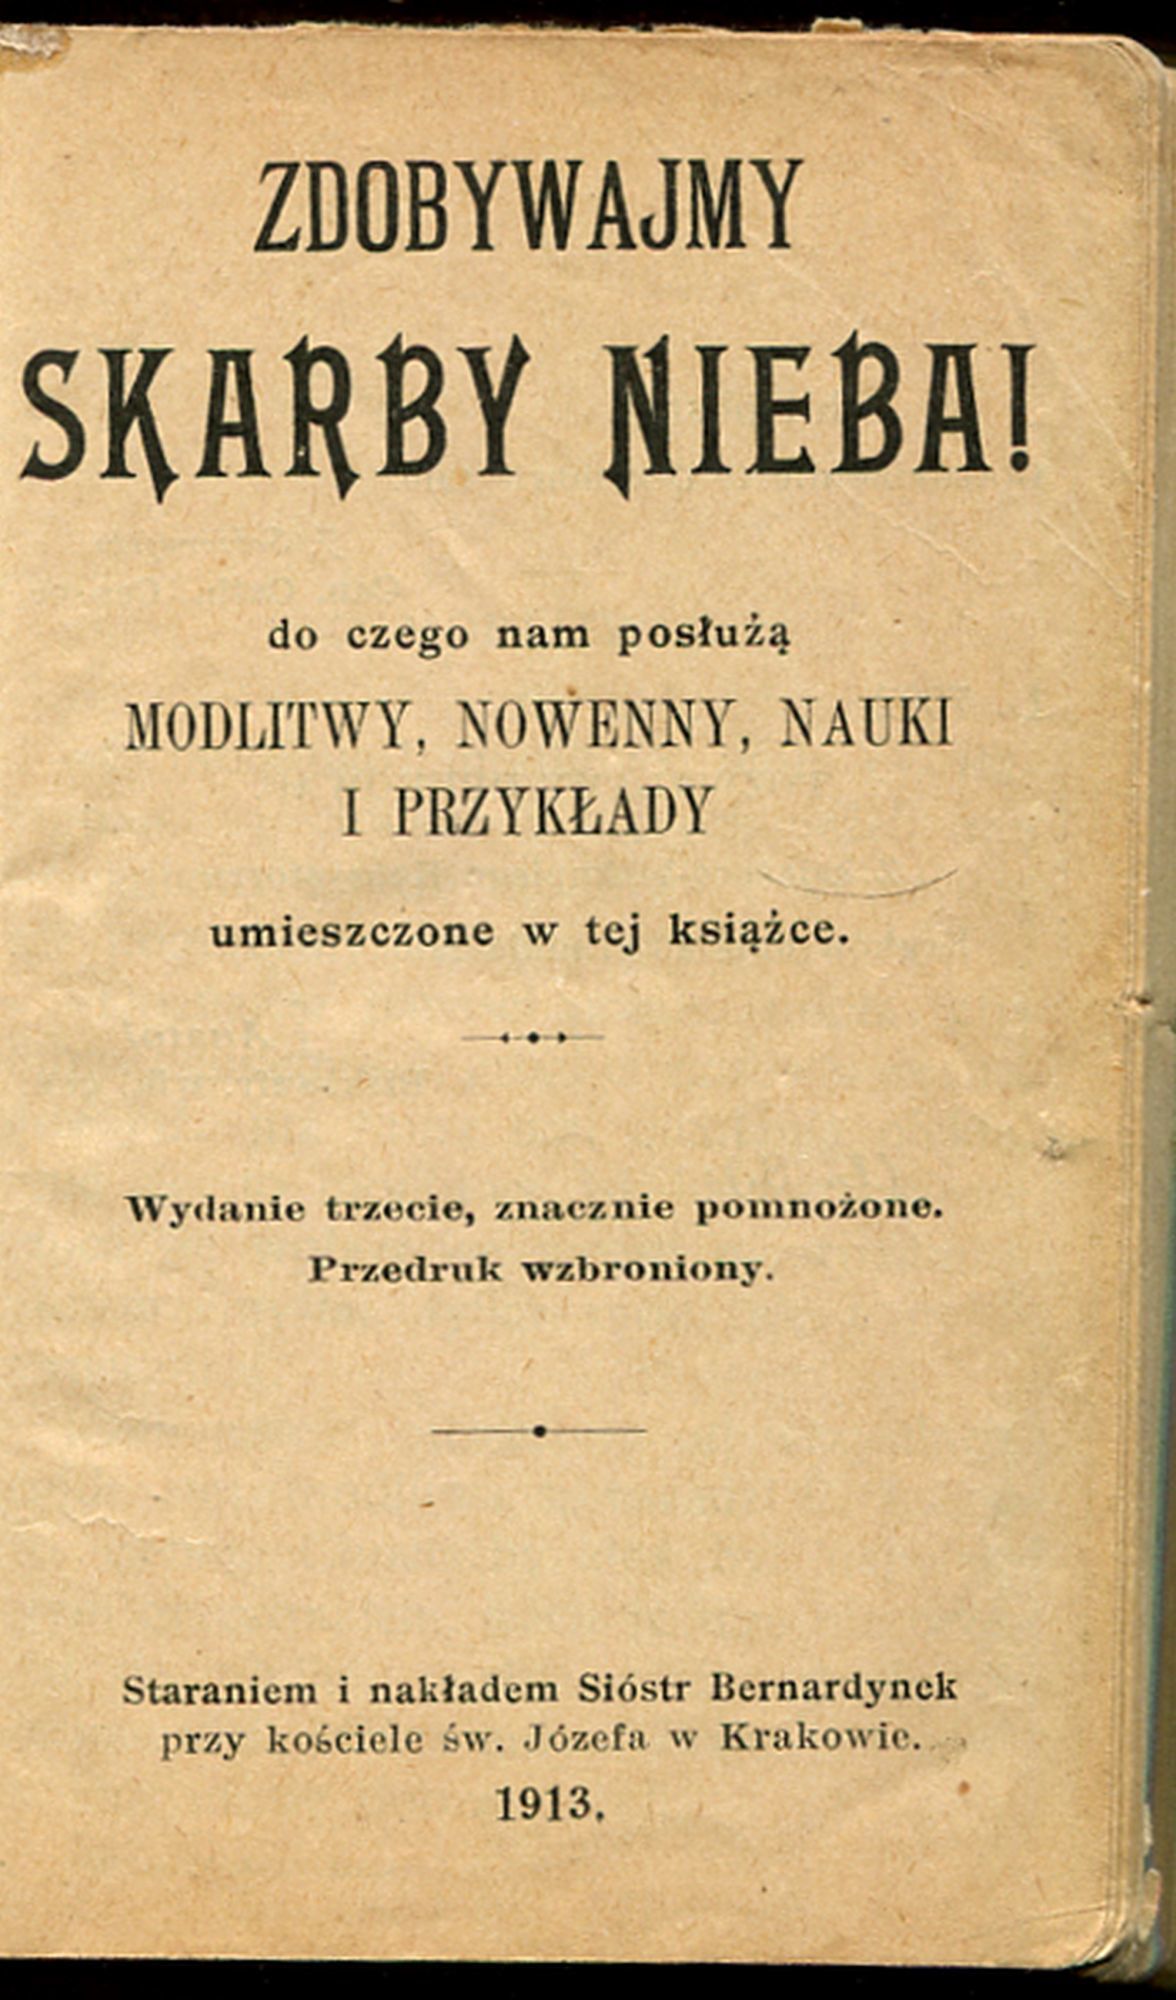 ZDOBYWAJMY
SKARBY NIEBA!
do czego nam posłużą
MODLITWY, NOWENNY, NAUKI
I PRZYKŁADY
umieszczone w tej książce.
Wydanie trzecie, znacznie pomnożone.
Przedruk wzbroniony.
Staraniem i nakładem Sióstr Bernardynek
przy kościele św. Józefa w Krakowie.
1913.